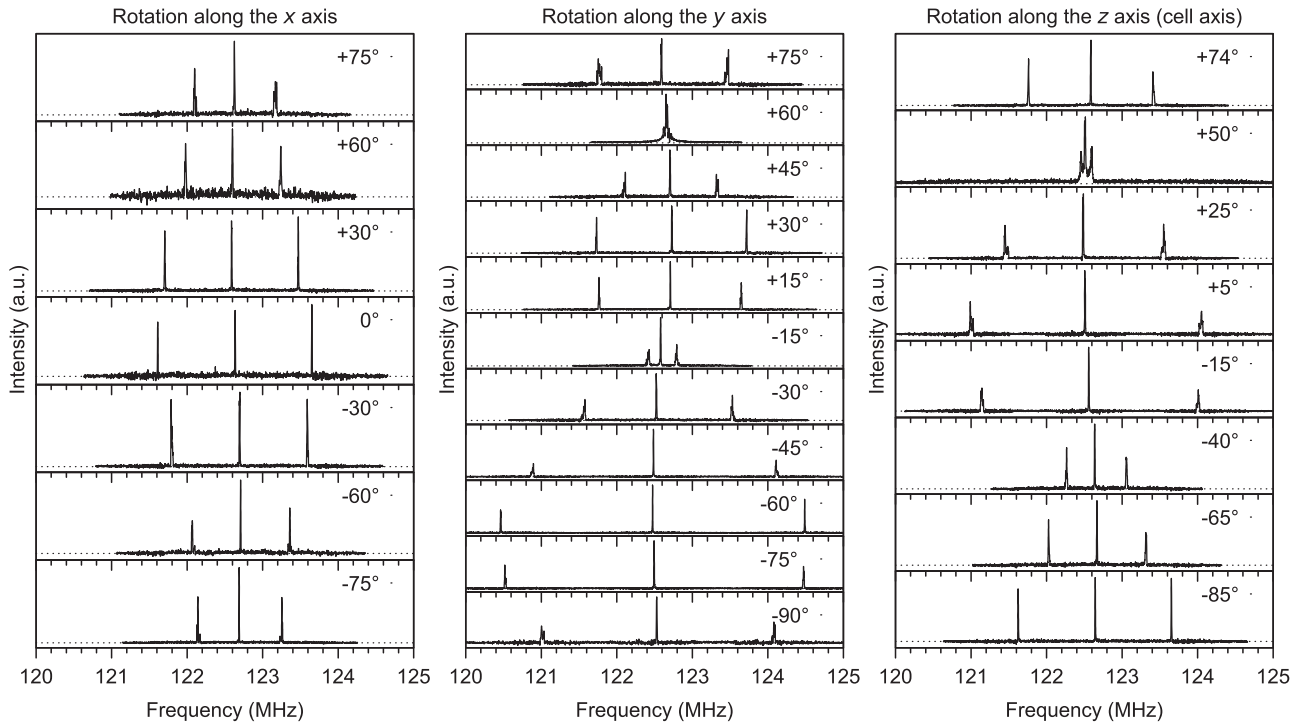 Rotation along the x axis
Intensity (a.u.)
+75°
+60°
+30°
0°
-30°
-60°
-75°
120 121 122 123 124 125
Frequency (MHz)
Rotation along the y axis
Intensity (a.u.)
+75°
+60°
+45°
+30°
+15°
-15°
-30°
-45°
-60°
-75°
-90°
120 121 122 123 124 125
Frequency (MHz)
Rotation along the z axis (cell axis)
Intensity (a.u.)
+74°
+50°
+25°
+5°
-15°
-40°
-65°
-85°
120 121 122 123 124 125
Frequency (MHz)